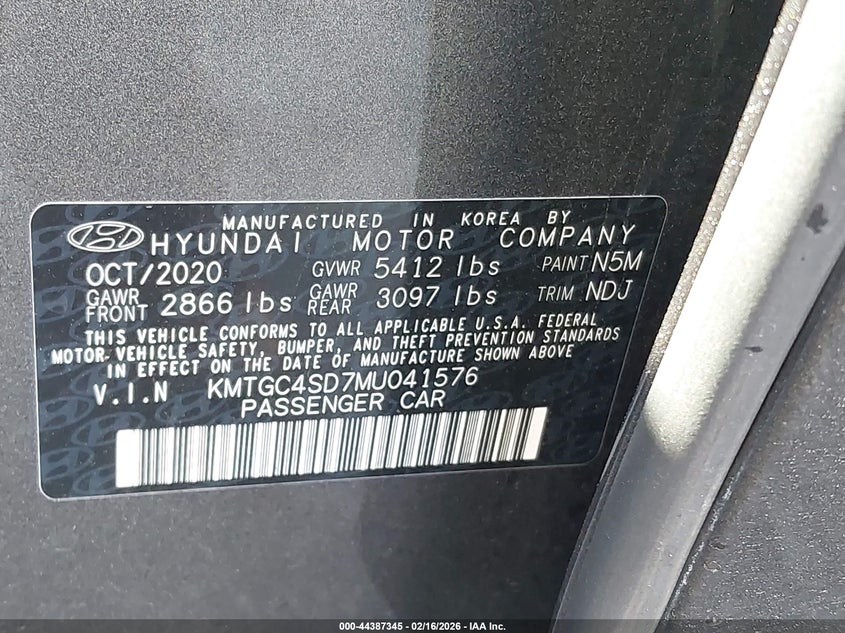 MANUFACTURED IN KOREA BY
HYUNDAI MOTOR COMPANY
OCT/2020 GVWR 5412 lbs PAINT N5M
GAWR FRONT 2866 lbs GAWR REAR 3097 lbs TRIM NDJ
THIS VEHICLE CONFORMS TO ALL APPLICABLE U.S.A. FEDERAL
MOTOR VEHICLE SAFETY, BUMPER, AND THEFT PREVENTION STANDARDS
IN EFFECT ON THE DATE OF MANUFACTURE SHOWN ABOVE
V.I.N KMTGC4SD7MU041576
PASSENGER CAR
000-44387345 - 02/16/2026 - IAA Inc.